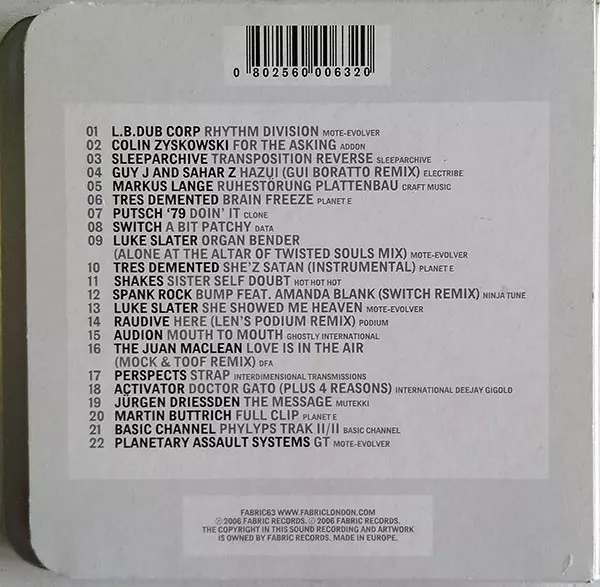 0 802560 006320
01 L.B.DUB CORP RHYTHM DIVISION MOTE-EVOLVER
02 COLIN ZYSKOWSKI FOR THE ASKING ADDDN
03 SLEEPARCHIVE TRANSPOSITION REVERSE SLEEPARCHIVE
04 GUY J AND SAHAR Z HAZUI (GUI BORATTO REMIX) ELECTRIBE
05 MARKUS LANGE RUHESTÖRUNG PLATTENBAU CRAFT MUSIC
06 TRES DEMENTED BRAIN FREEZE PLANET E
07 PUTSCH '79 DOIN' IT CLONE
08 SWITCH A BIT PATCHY DATA
09 LUKE SLATER ORGAN BENDER
(ALONE AT THE ALTAR OF TWISTED SOULS MIX) MOTE-EVOLVER
10 TRES DEMENTED SHE'Z SATAN (INSTRUMENTAL) PLANET E
11 SHAKES SISTER SELF DOUBT HOT HOT HOT
12 SPANK ROCK BUMP FEAT. AMANDA BLANK (SWITCH REMIX) NINJA TUNE
13 LUKE SLATER SHE SHOWED ME HEAVEN MOTE-EVOLVER
14 RAUDIVE HERE (LEN'S PODIUM REMIX) PODIUM
15 AUDION MOUTH TO MOUTH GHOSTLY INTERNATIONAL
16 THE JUAN MACLEAN LOVE IS IN THE AIR
(MOCK & TOOF REMIX) DFA
17 PERSPECTS STRAP INTERDIMENSIONAL TRANSMISSIONS
18 ACTIVATOR DOCTOR GATO (PLUS 4 REASONS) INTERNATIONAL DEEJAY GIGOLO
19 JÜRGEN DRIESSDEN THE MESSAGE MUTEKKI
20 MARTIN BUTTRICH FULL CLIP PLANET E
21 BASIC CHANNEL PHYLYPS TRAK II/II BASIC CHANNEL
22 PLANETARY ASSAULT SYSTEMS GT MOTE-EVOLVER
FABRIC63 WWW.FABRICLONDON.COM
℗ 2006 FABRIC RECORDS. © 2006 FABRIC RECORDS.
THE COPYRIGHT IN THIS SOUND RECORDING AND ARTWORK
IS OWNED BY FABRIC RECORDS. MADE IN EUROPE.